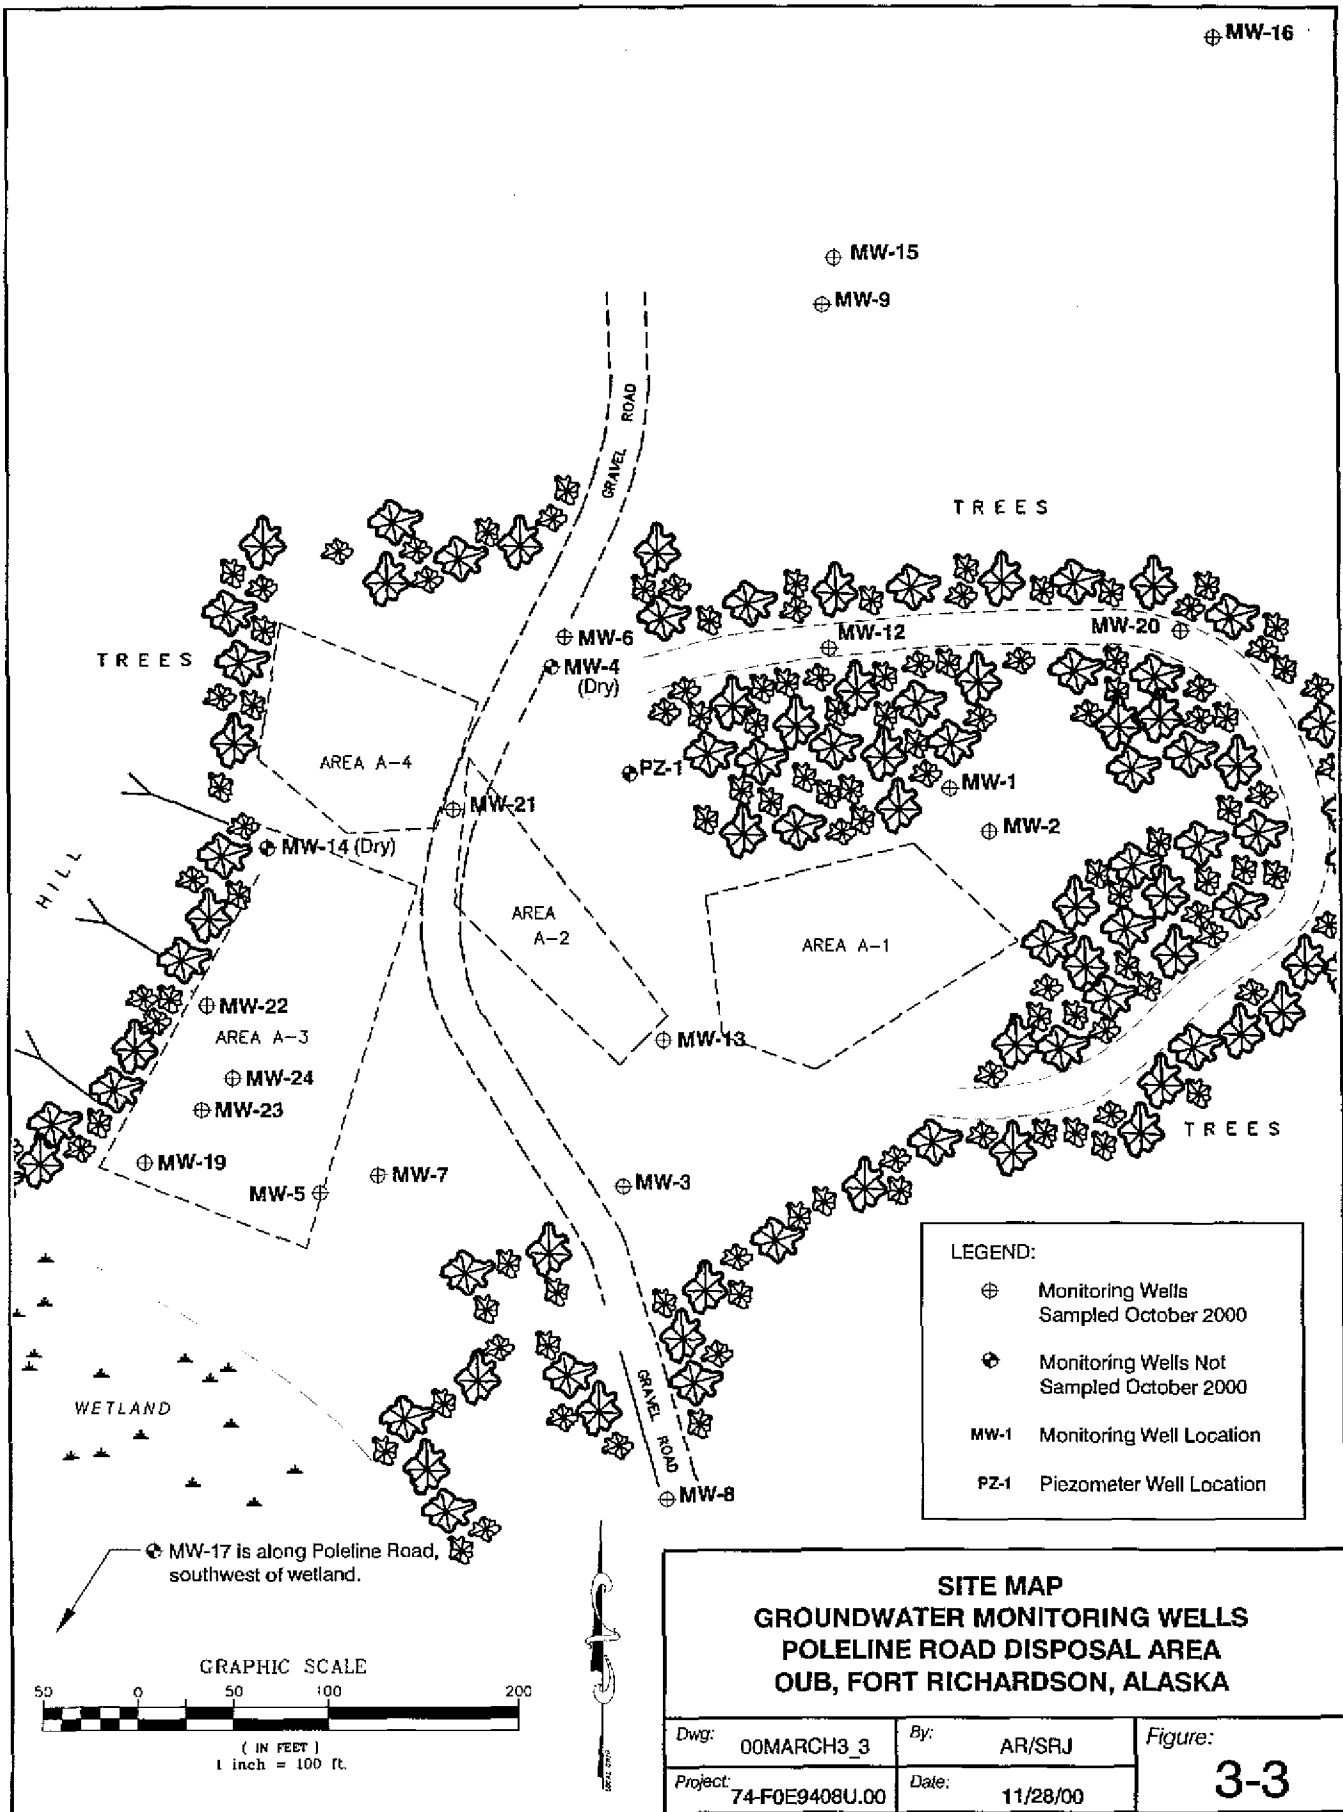 MW-16
MW-15
MW-9
GRAVEL ROAD
TREES
MW-6
MW-12
MW-20
MW-4
(Dry)
TREES
PZ-1
AREA A-4
MW-1
MW-21
MW-2
MW-14 (Dry)
HILL
AREA
A-2
AREA A-1
MW-22
AREA A-3
MW-13
MW-24
MW-23
TREES
MW-19
MW-7
MW-5
MW-3
LEGEND:
Monitoring Wells
Sampled October 2000
Monitoring Wells Not
Sampled October 2000
MW-1 Monitoring Well Location
PZ-1 Piezometer Well Location
WETLAND
GRAVEL ROAD
MW-8
MW-17 is along Poleline Road,
southwest of wetland.
GRAPHIC SCALE
50 0 50 100 200
( IN FEET )
1 inch = 100 ft.
SITE MAP
GROUNDWATER MONITORING WELLS
POLELINE ROAD DISPOSAL AREA
OUB, FORT RICHARDSON, ALASKA
Dwg: 00MARCH3_3
By: AR/SRJ
Figure:
3-3
Project: 74-F0E9408U.00
Date: 11/28/00